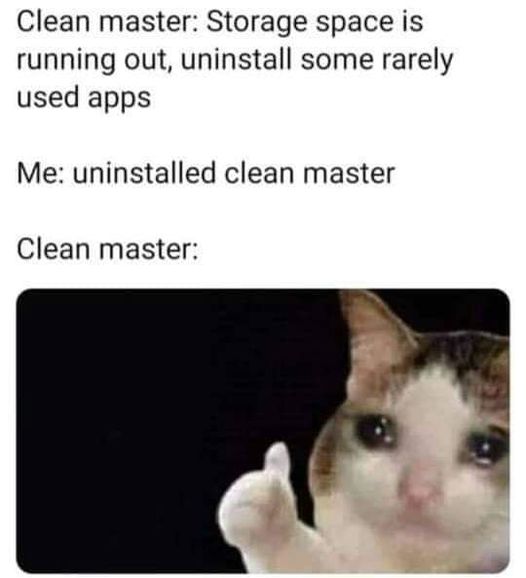 Clean master: Storage space is
running out, uninstall some rarely
used apps
Me: uninstalled clean master
Clean master: